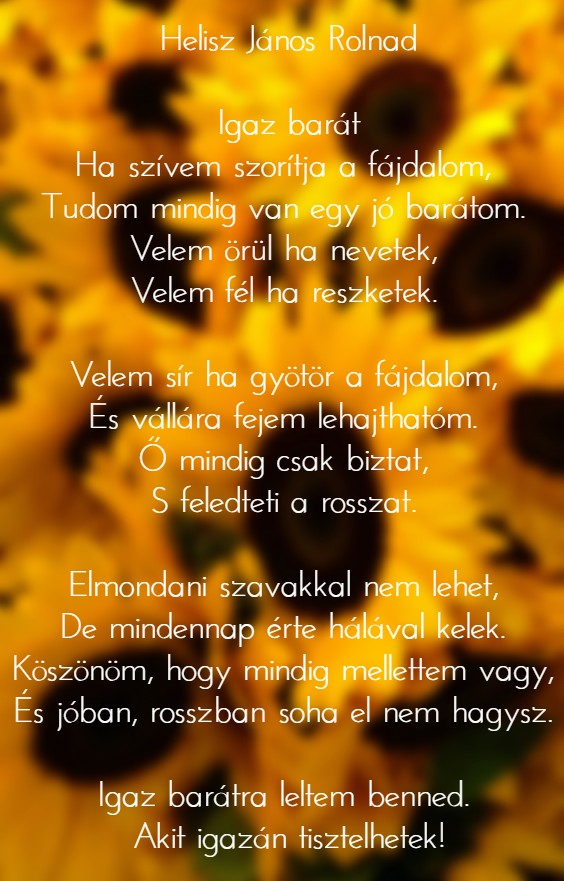 Helisz János Rolnad
Igaz barát
Ha szívem szorítja a fájdalom,
Tudom mindig van egy jó barátom.
Velem örül ha nevetek,
Velem fél ha reszketek.
Velem sír ha gyötör a fájdalom,
És vállára fejem lehajthatóm.
Ő mindig csak biztat,
S feledteti a rosszat.
Elmondani szavakkal nem lehet,
De mindennap érte hálával kelek.
Köszönöm, hogy mindig mellettem vagy,
És jóban, rosszban soha el nem hagysz.
Igaz barátra leltem benned.
Akit igazán tisztelhetek!